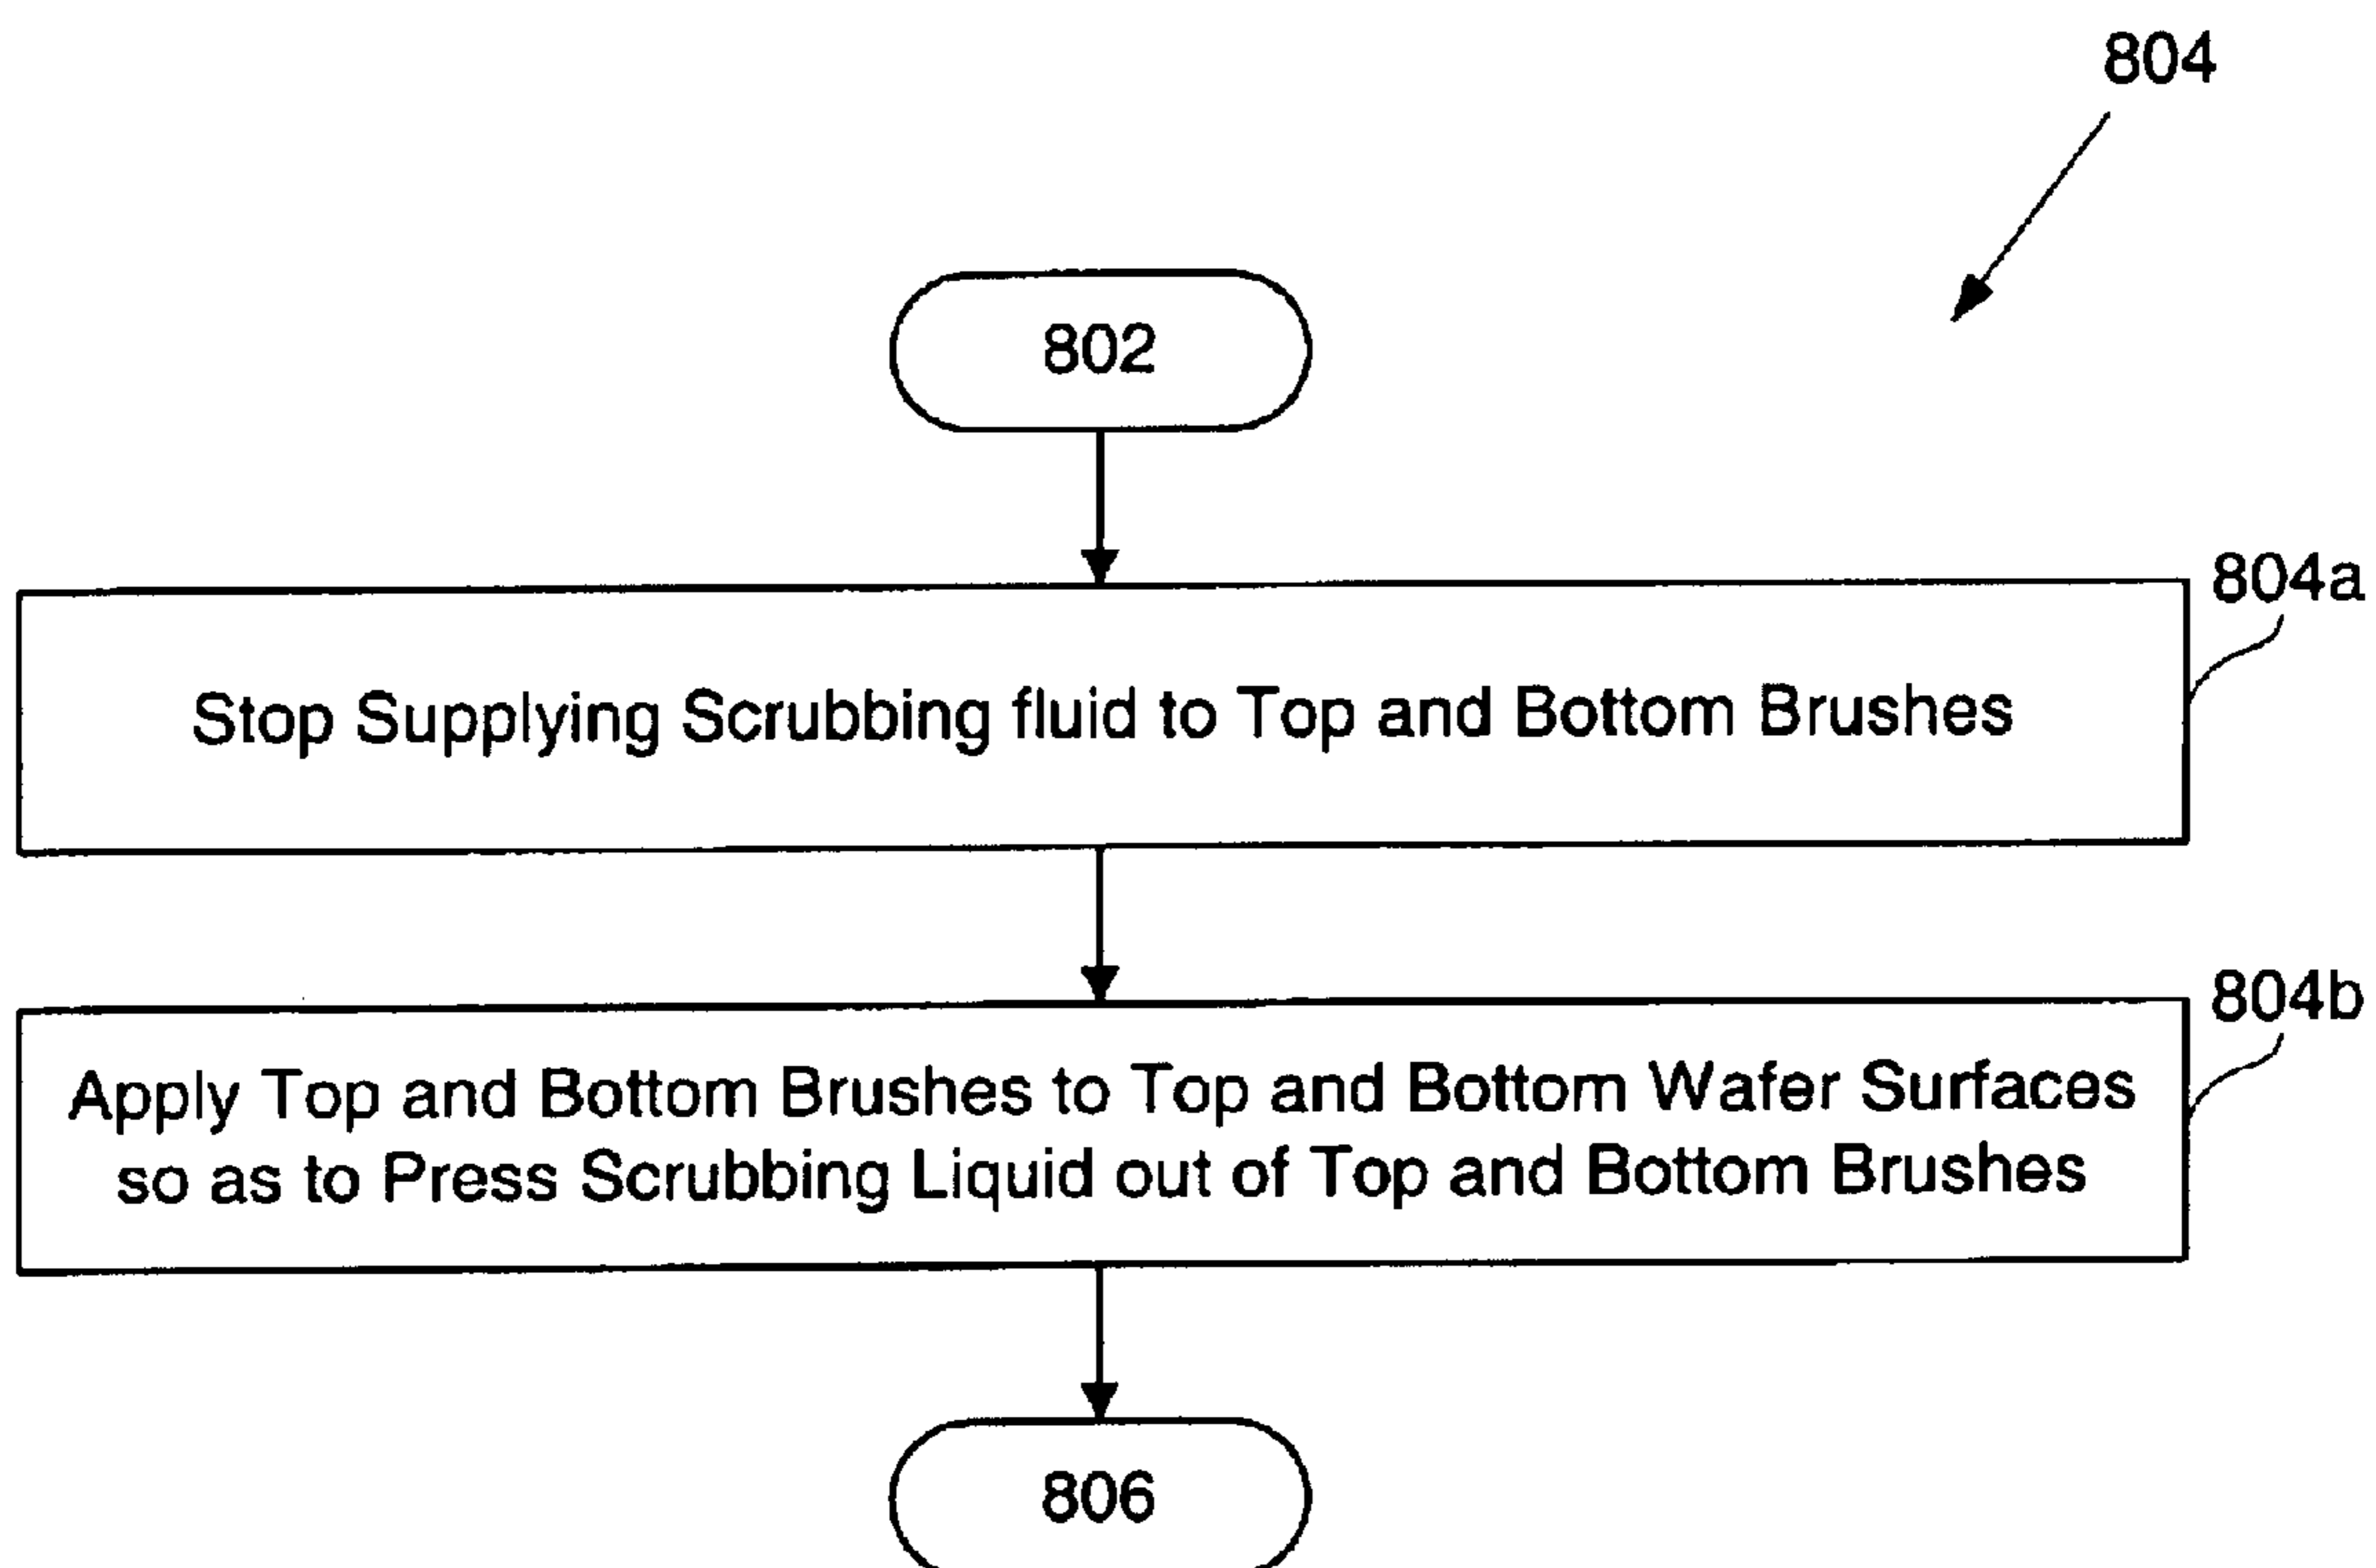 804
802
804a
Stop Supplying Scrubbing fluid to Top and Bottom Brushes
804b
Apply Top and Bottom Brushes to Top and Bottom Wafer Surfaces
so as to Press Scrubbing Liquid out of Top and Bottom Brushes
806